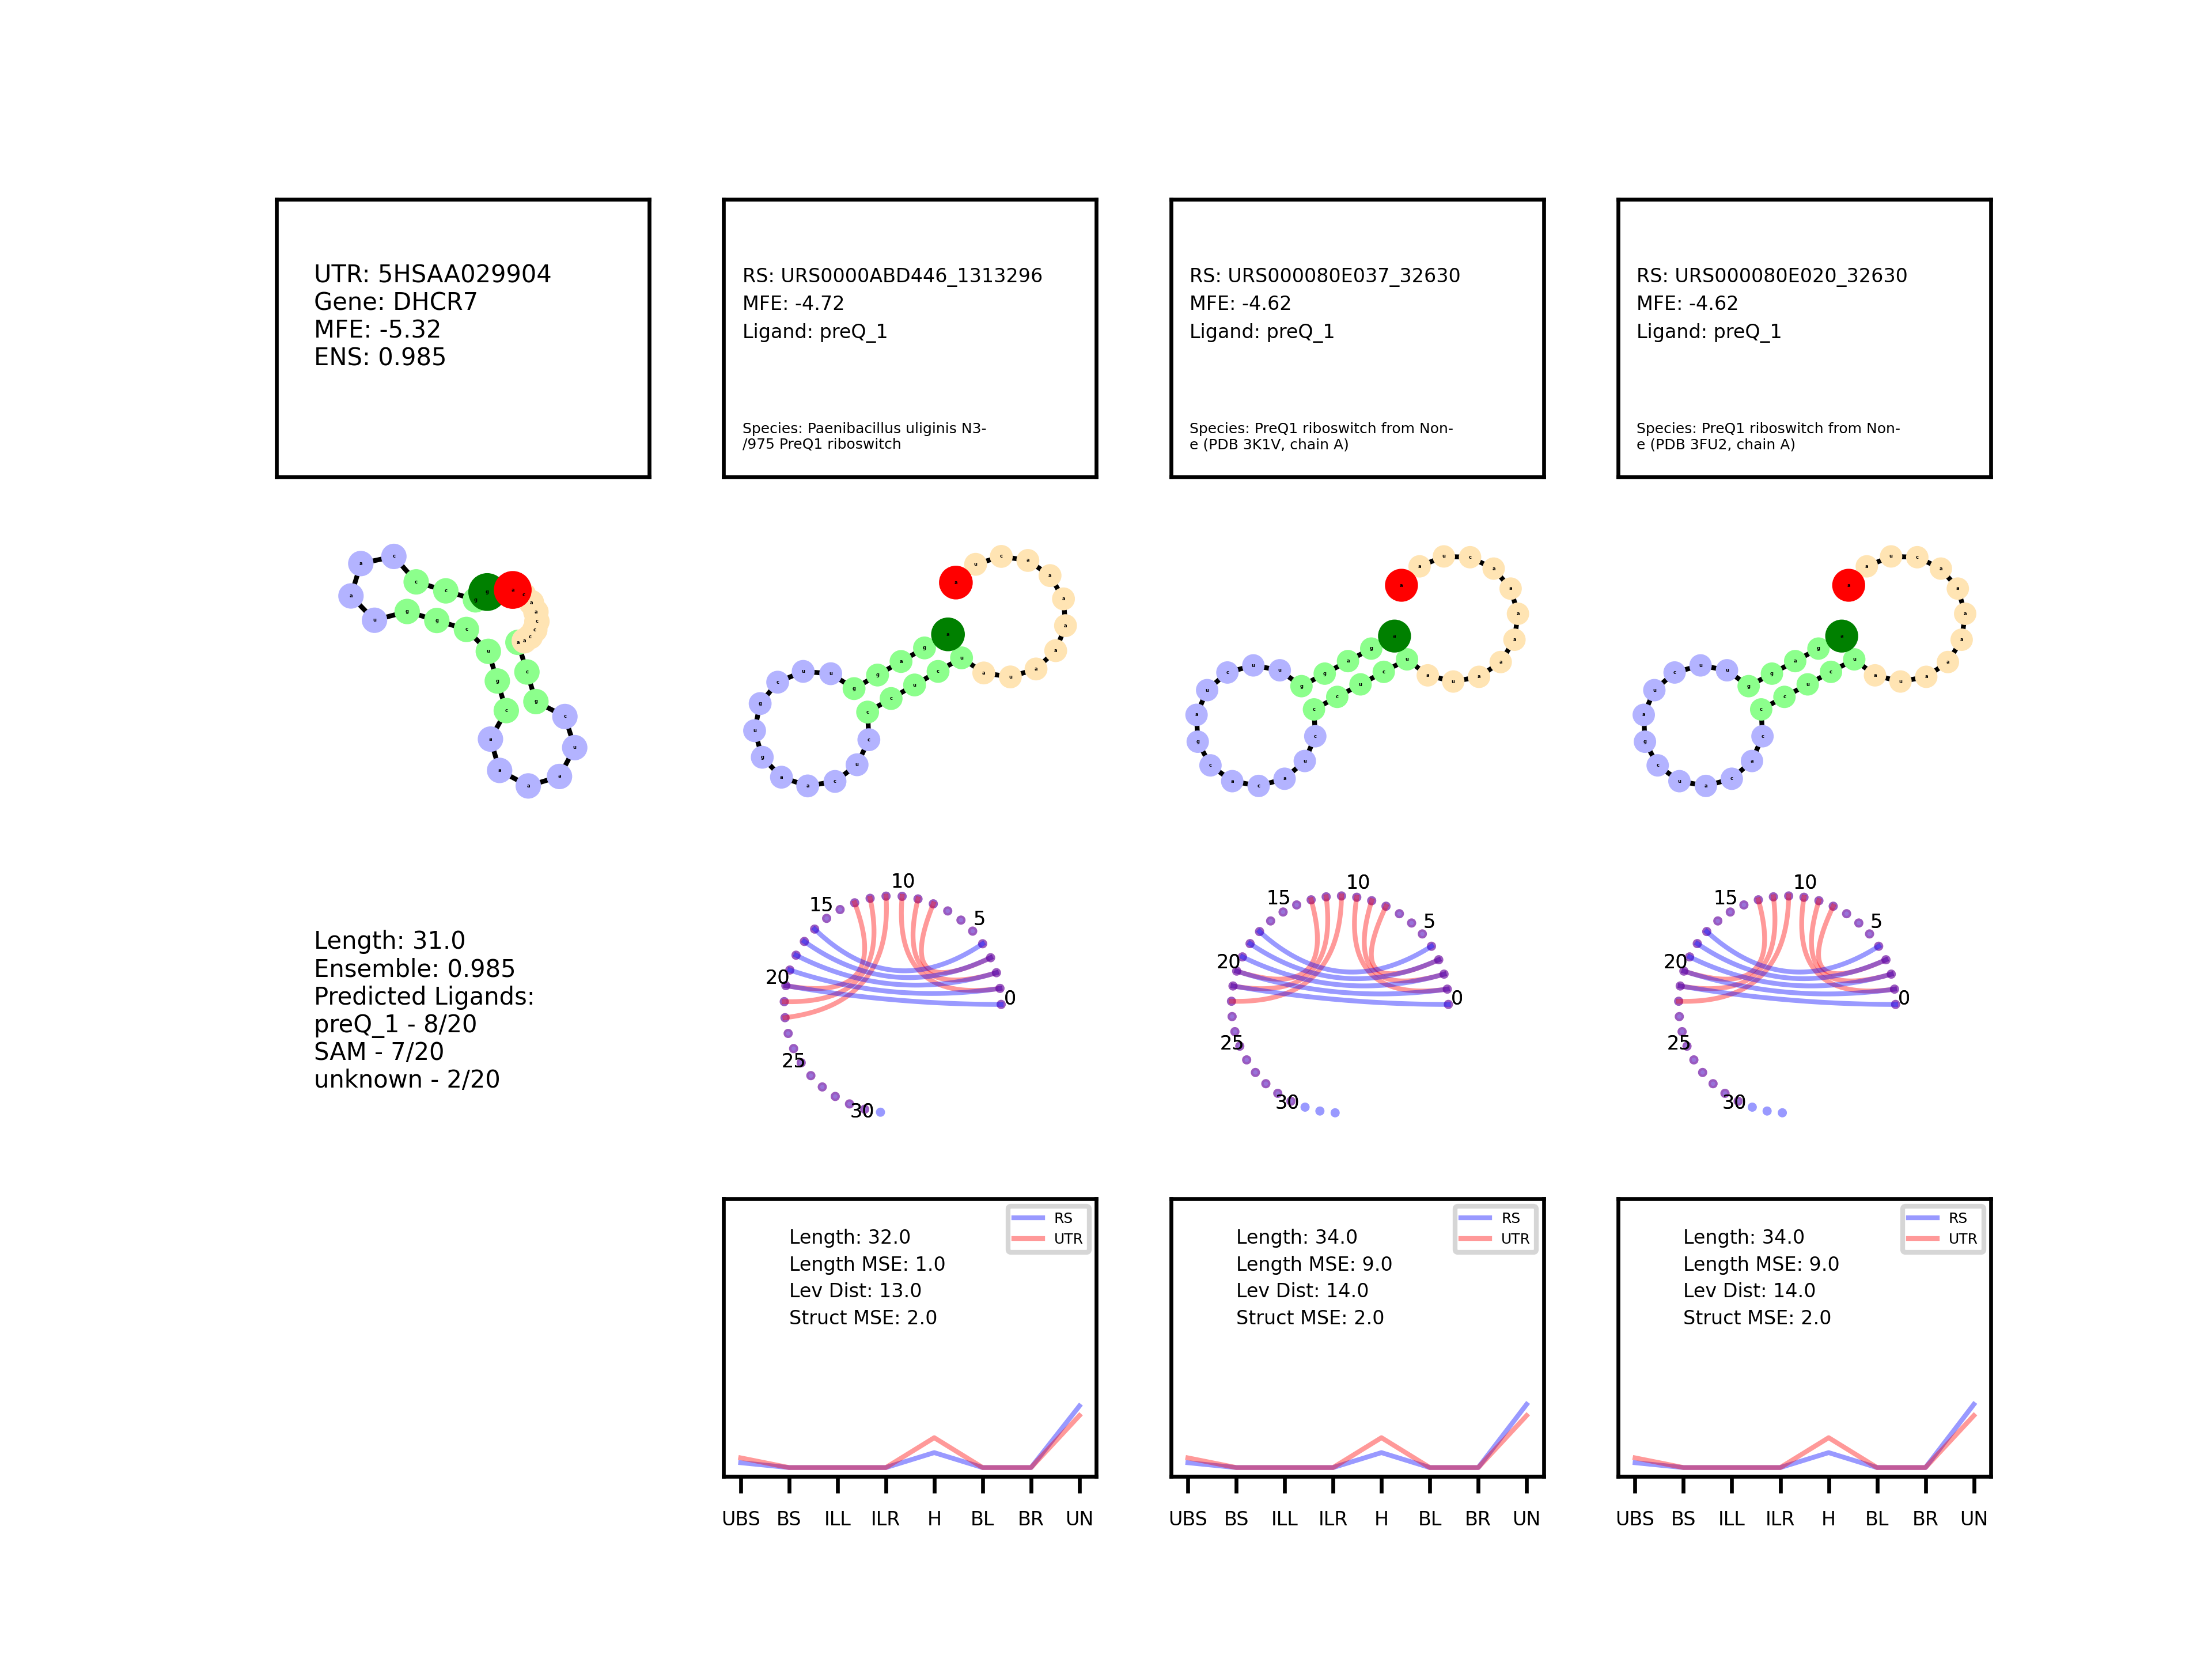 UTR: 5HSAA029904
Gene: DHCR7
MFE: -5.32
ENS: 0.985
RS: URS0000ABD446_1313296
MFE: -4.72
Ligand: preQ_1
Species: Paenibacillus uliginis N3-
/975 PreQ1 riboswitch
RS: URS000080E037_32630
MFE: -4.62
Ligand: preQ_1
Species: PreQ1 riboswitch from Non-
e (PDB 3K1V, chain A)
RS: URS000080E020_32630
MFE: -4.62
Ligand: preQ_1
Species: PreQ1 riboswitch from Non-
e (PDB 3FU2, chain A)
Length: 31.0
Ensemble: 0.985
Predicted Ligands:
preQ_1 - 8/20
SAM - 7/20
unknown - 2/20
0
5
10
15
20
25
30
0
5
10
15
20
25
30
0
5
10
15
20
25
30
RS
UTR
Length: 32.0
Length MSE: 1.0
Lev Dist: 13.0
Struct MSE: 2.0
UBS BS ILL ILR H BL BR UN
RS
UTR
Length: 34.0
Length MSE: 9.0
Lev Dist: 14.0
Struct MSE: 2.0
UBS BS ILL ILR H BL BR UN
RS
UTR
Length: 34.0
Length MSE: 9.0
Lev Dist: 14.0
Struct MSE: 2.0
UBS BS ILL ILR H BL BR UN